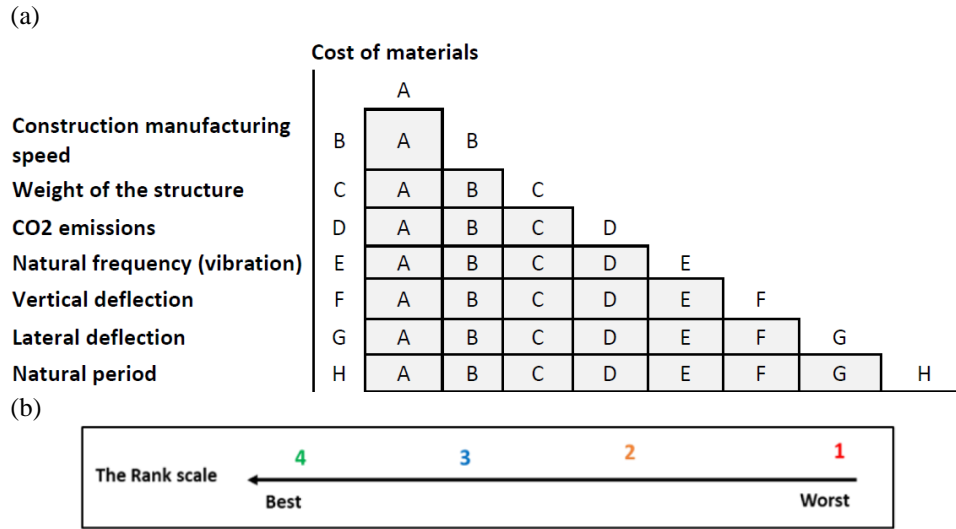 (a)
Cost of materials
A
Construction manufacturing
speed B A B
Weight of the structure C A B C
CO2 emissions D A B C D
Natural frequency (vibration) E A B C D E
Vertical deflection F A B C D E F
Lateral deflection G A B C D E F G
Natural period H A B C D E F G H
(b)
4 3 2 1
The Rank scale
Best Worst